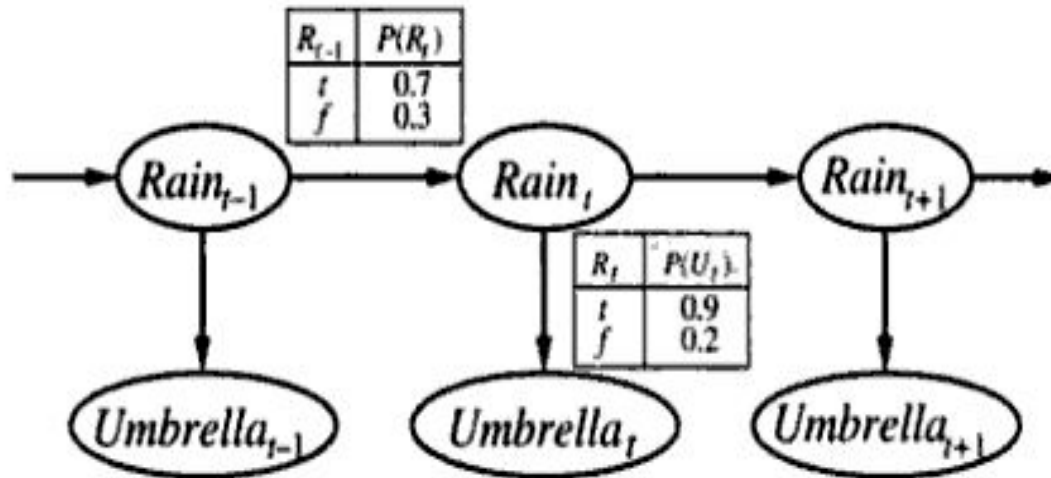 R_{t-1} P(R_t)
t 0.7
f 0.3
Rain_{t-1} Rain_t Rain_{t+1}
R_t P(U_t)
t 0.9
f 0.2
Umbrella_{t-1} Umbrella_t Umbrella_{t+1}